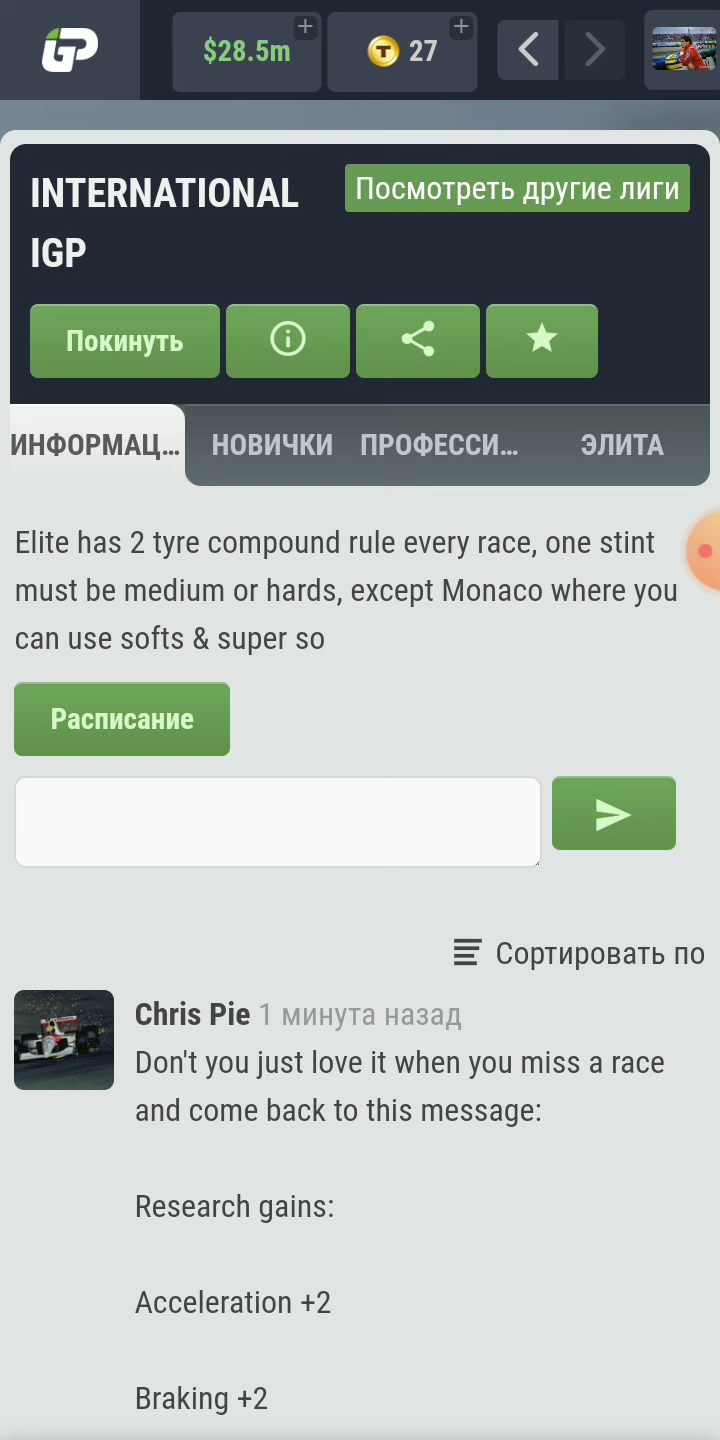 GP
$28.5m
+
T
27
+
INTERNATIONAL
IGP
Посмотреть другие лиги
Покинуть
ИНФОРМАЦ...
НОВИЧКИ
ПРОФЕССИ...
ЭЛИТА
Elite has 2 tyre compound rule every race, one stint
must be medium or hards, except Monaco where you
can use softs & super so
Расписание
Сортировать по
Chris Pie 1 минута назад
Don't you just love it when you miss a race
and come back to this message:
Research gains:
Acceleration +2
Braking +2